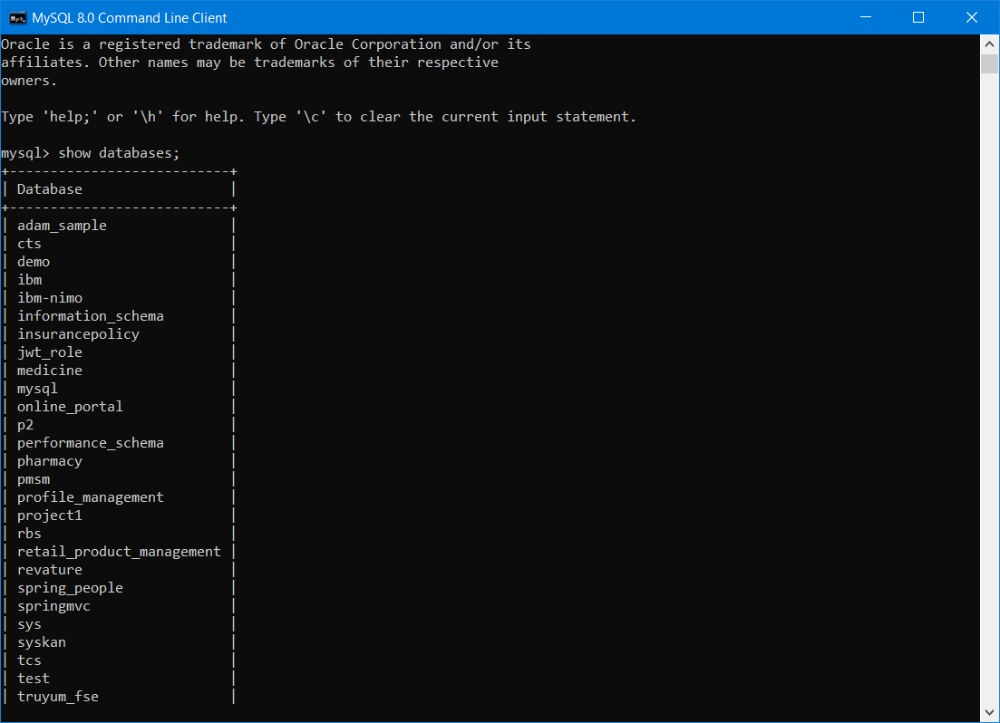 MySQL 8.0 Command Line Client
Oracle is a registered trademark of Oracle Corporation and/or its
affiliates. Other names may be trademarks of their respective
owners.
Type 'help;' or '\h' for help. Type '\c' to clear the current input statement.
mysql> show databases;
+---------------------------+
| Database                  |
+---------------------------+
| adam_sample               |
| cts                       |
| demo                      |
| ibm                       |
| ibm-nimo                  |
| information_schema        |
| insurancepolicy           |
| jwt_role                  |
| medicine                  |
| mysql                     |
| online_portal             |
| p2                        |
| performance_schema        |
| pharmacy                  |
| pmsm                      |
| profile_management        |
| project1                  |
| rbs                       |
| retail_product_management |
| revature                  |
| spring_people             |
| springmvc                 |
| sys                       |
| syskan                    |
| tcs                       |
| test                      |
| truyum_fse                |